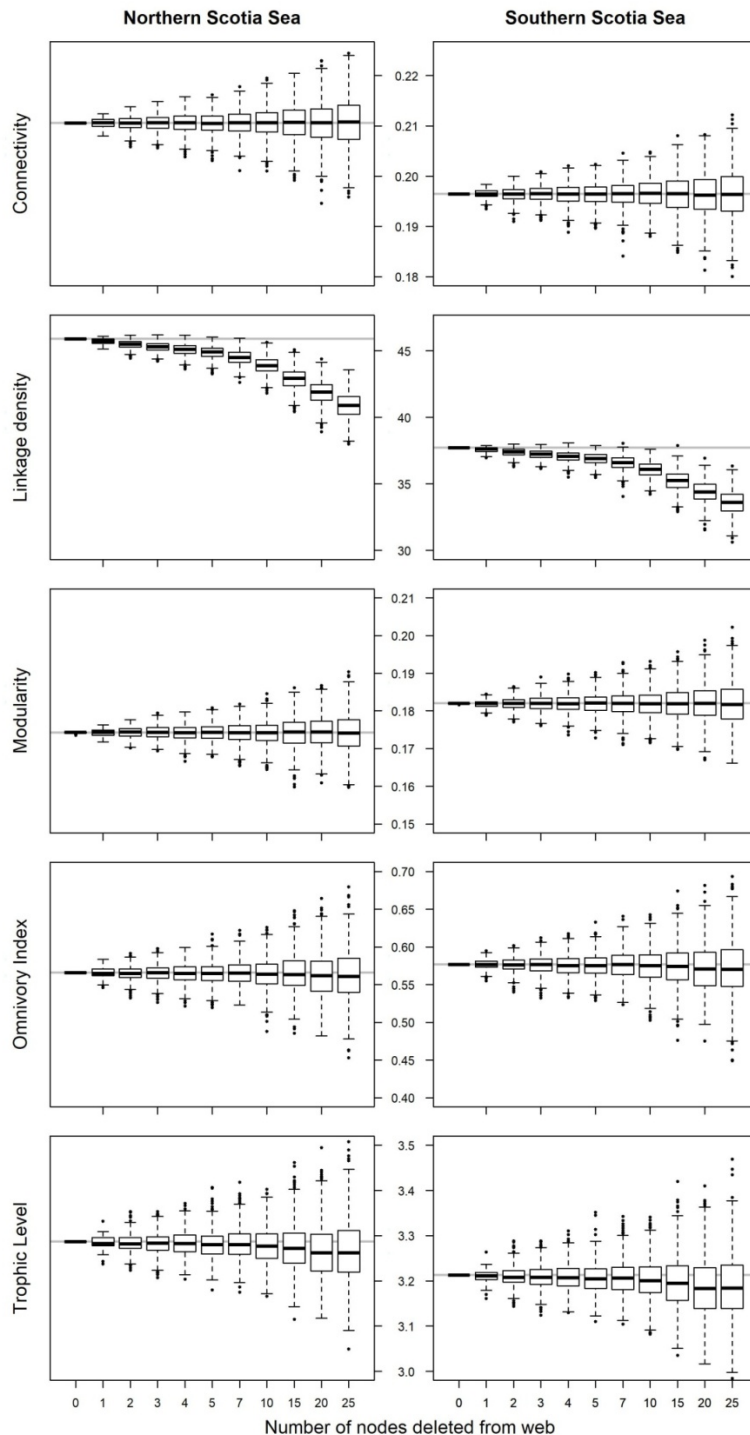 Northern Scotia Sea
Southern Scotia Sea
Connectivity
0.22
0.21
0.20
0.19
0.18
Linkage density
45
40
35
30
Modularity
0.21
0.20
0.19
0.18
0.17
0.16
0.15
Omnivory Index
0.70
0.65
0.60
0.55
0.50
0.45
0.40
Trophic Level
3.5
3.4
3.3
3.2
3.1
3.0
0 1 2 3 4 5 7 10 15 20 25
0 1 2 3 4 5 7 10 15 20 25
Number of nodes deleted from web